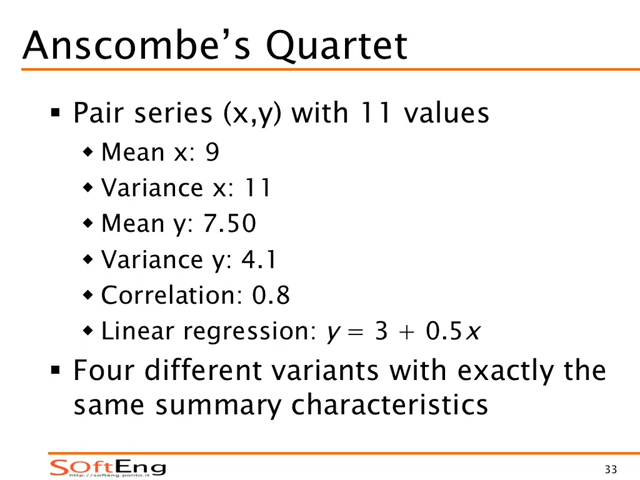 Anscombe’s Quartet
▪ Pair series (x,y) with 11 values
◆ Mean x: 9
◆ Variance x: 11
◆ Mean y: 7.50
◆ Variance y: 4.1
◆ Correlation: 0.8
◆ Linear regression: y = 3 + 0.5x
▪ Four different variants with exactly the
same summary characteristics
SOftEng
http://softeng.polito.it
33